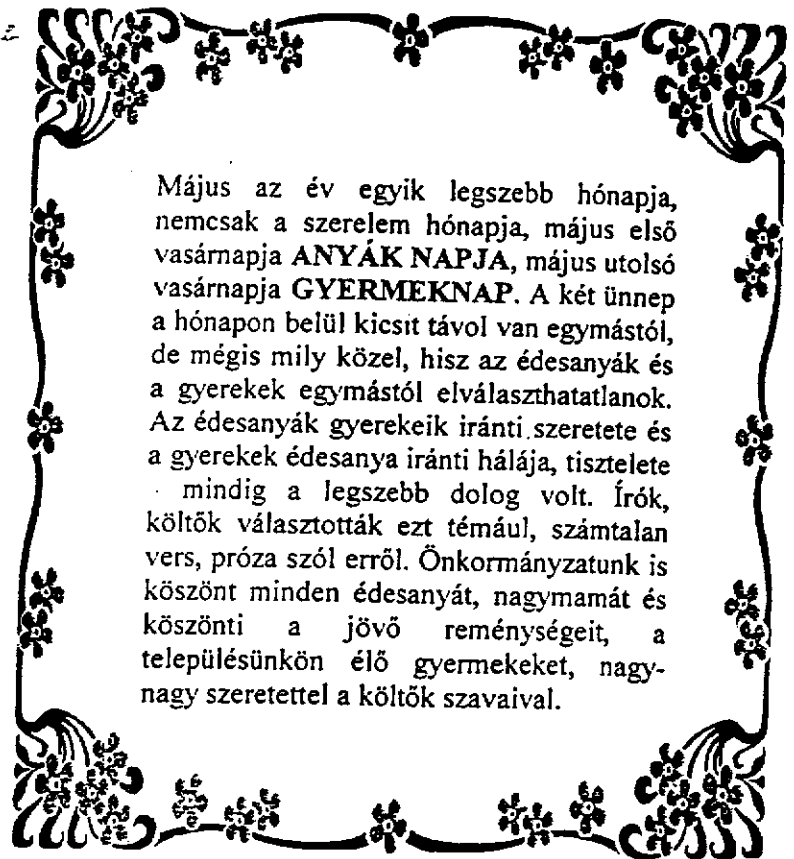 Május az év egyik legszebb hónapja,
nemcsak a szerelem hónapja, május első
vasárnapja ANYÁK NAPJA, május utolsó
vasárnapja GYERMEKNAP. A két ünnep
a hónapon belül kicsit távol van egymástól,
de mégis mily közel, hisz az édesanyák és
a gyerekek egymástól elválaszthatatlanok.
Az édesanyák gyerekeik iránti szeretete és
a gyerekek édesanya iránti hálája, tisztelete
mindig a legszebb dolog volt. Írók,
költők választották ezt témául, számtalan
vers, próza szól erről. Önkormányzatunk is
köszönt minden édesanyát, nagymamát és
köszönti a jövő reménységeit, a
településünkön élő gyermekeket, nagy-
nagy szeretettel a költők szavaival.